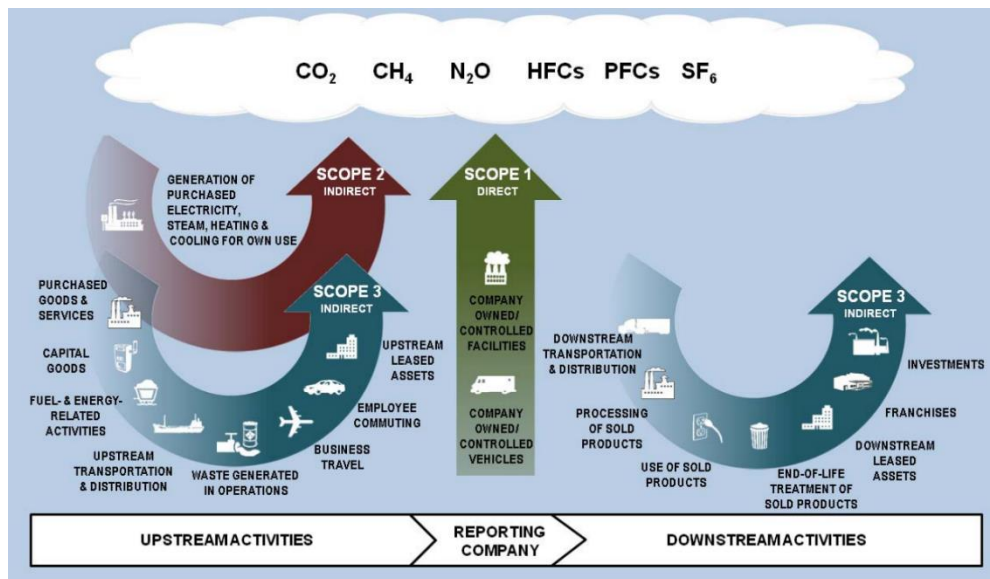 CO₂ CH₄ N₂O HFCs PFCs SF₆
SCOPE 2
INDIRECT
GENERATION OF
PURCHASED
ELECTRICITY,
STEAM, HEATING &
COOLING FOR OWN USE
SCOPE 1
DIRECT
COMPANY
OWNED/
CONTROLLED
FACILITIES
COMPANY
OWNED/
CONTROLLED
VEHICLES
SCOPE 3
INDIRECT
PURCHASED
GOODS &
SERVICES
CAPITAL
GOODS
FUEL- & ENERGY-
RELATED
ACTIVITIES
UPSTREAM
TRANSPORTATION
& DISTRIBUTION
WASTE GENERATED
IN OPERATIONS
BUSINESS
TRAVEL
EMPLOYEE
COMMUTING
UPSTREAM
LEASED
ASSETS
SCOPE 3
INDIRECT
DOWNSTREAM
TRANSPORTATION
& DISTRIBUTION
PROCESSING
OF SOLD
PRODUCTS
USE OF SOLD
PRODUCTS
END-OF-LIFE
TREATMENT OF
SOLD PRODUCTS
DOWNSTREAM
LEASED
ASSETS
FRANCHISES
INVESTMENTS
UPSTREAM ACTIVITIES
REPORTING
COMPANY
DOWNSTREAM ACTIVITIES